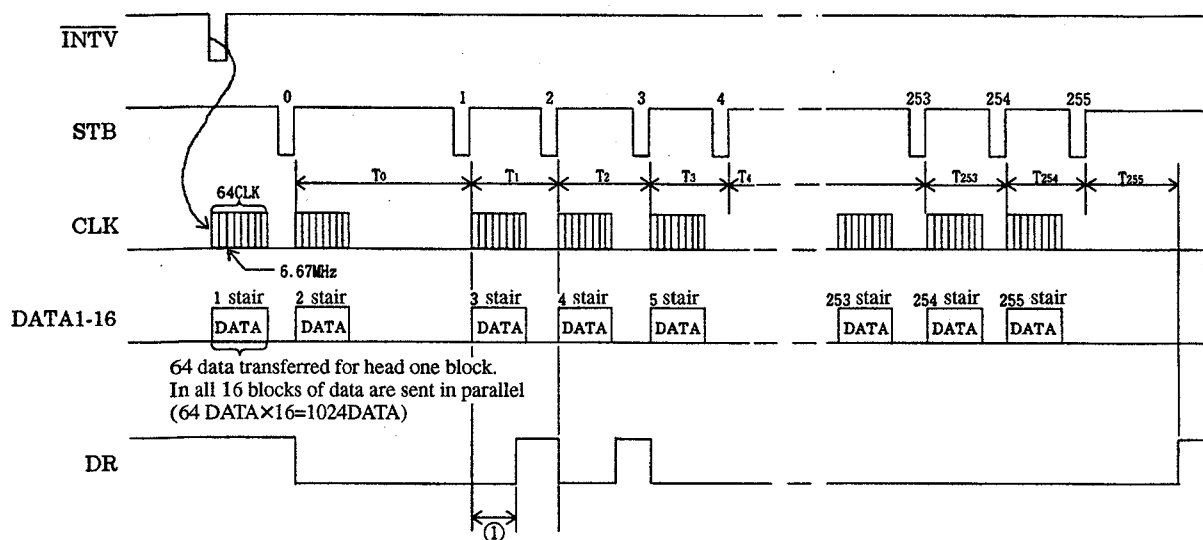 INTV
0 1 2 3 4 253 254 255
STB
T0 T1 T2 T3 T4 T253 T254 T255
64CLK
CLK
6.67MHz
1 stair 2 stair 3 stair 4 stair 5 stair 253 stair 254 stair 255 stair
DATA1-16 DATA DATA DATA DATA DATA DATA DATA DATA
64 data transferred for head one block.
In all 16 blocks of data are sent in parallel
(64 DATA×16=1024DATA)
DR
①